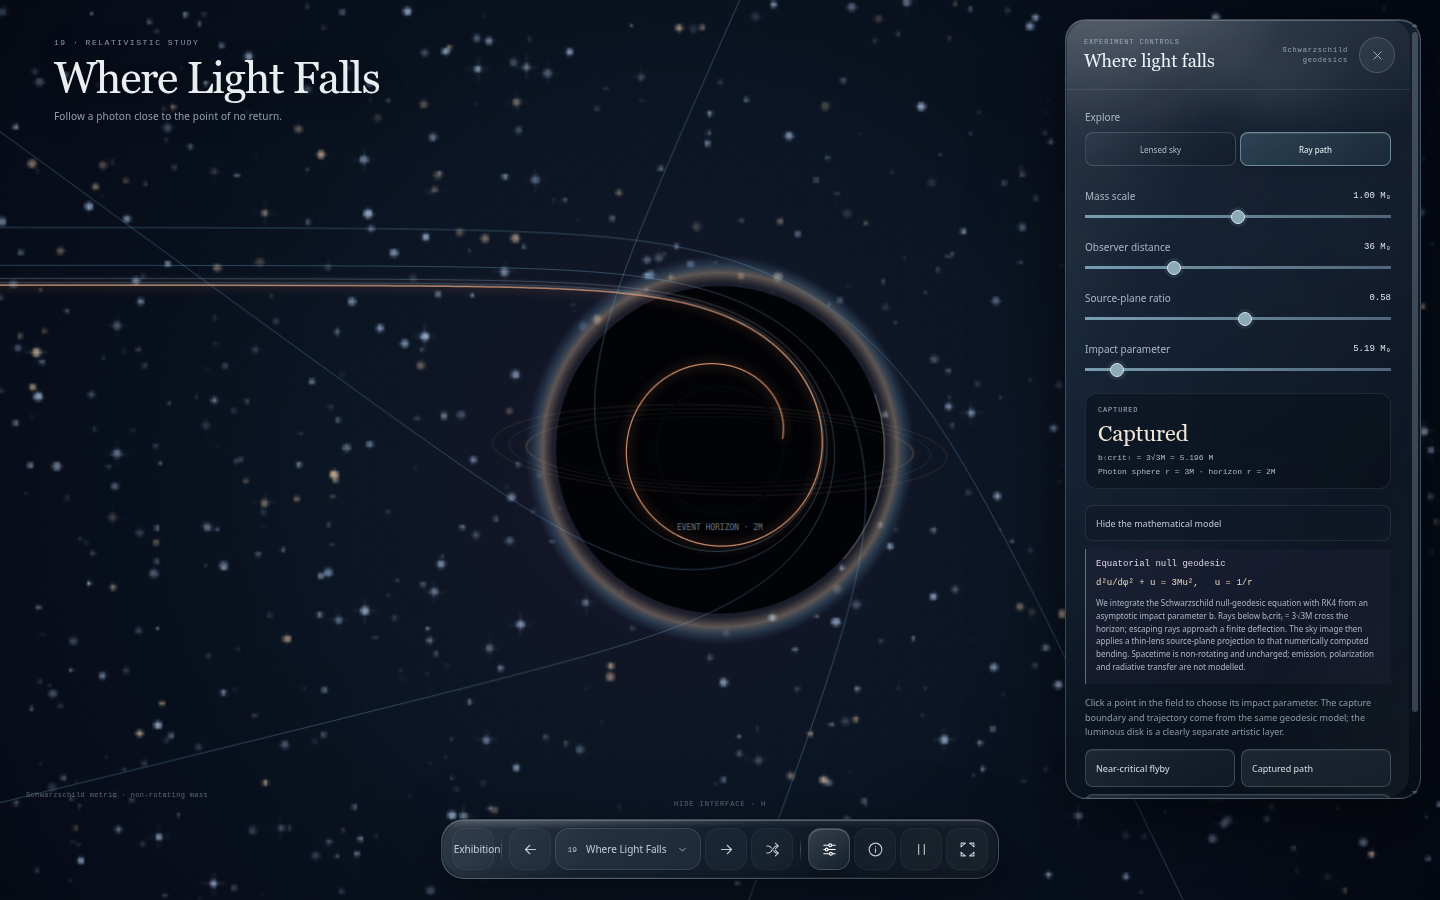 19 · RELATIVISTIC STUDY
Where Light Falls
Follow a photon close to the point of no return.
EXPERIMENT CONTROLS
Where light falls
Schwarzschild
geodesics
Explore
Lensed sky
Ray path
Mass scale
1.00 M₀
Observer distance
36 M₀
Source-plane ratio
0.58
Impact parameter
5.19 M₀
CAPTURED
Captured
b₍crit₎ = 3√3M = 5.196 M
Photon sphere r = 3M · horizon r = 2M
Hide the mathematical model
Equatorial null geodesic
d²u/dφ² + u = 3Mu², u = 1/r
We integrate the Schwarzschild null-geodesic equation with RK4 from an
asymptotic impact parameter b. Rays below b₍crit₎ = 3√3M cross the
horizon; escaping rays approach a finite deflection. The sky image then
applies a thin-lens source-plane projection to that numerically computed
bending. Spacetime is non-rotating and uncharged; emission, polarization
and radiative transfer are not modelled.
Click a point in the field to choose its impact parameter. The capture
boundary and trajectory come from the same geodesic model; the
luminous disk is a clearly separate artistic layer.
Near-critical flyby
Captured path
EVENT HORIZON · 2M
Schwarzschild metric · non-rotating mass
HIDE INTERFACE · H
Exhibition
19 Where Light Falls